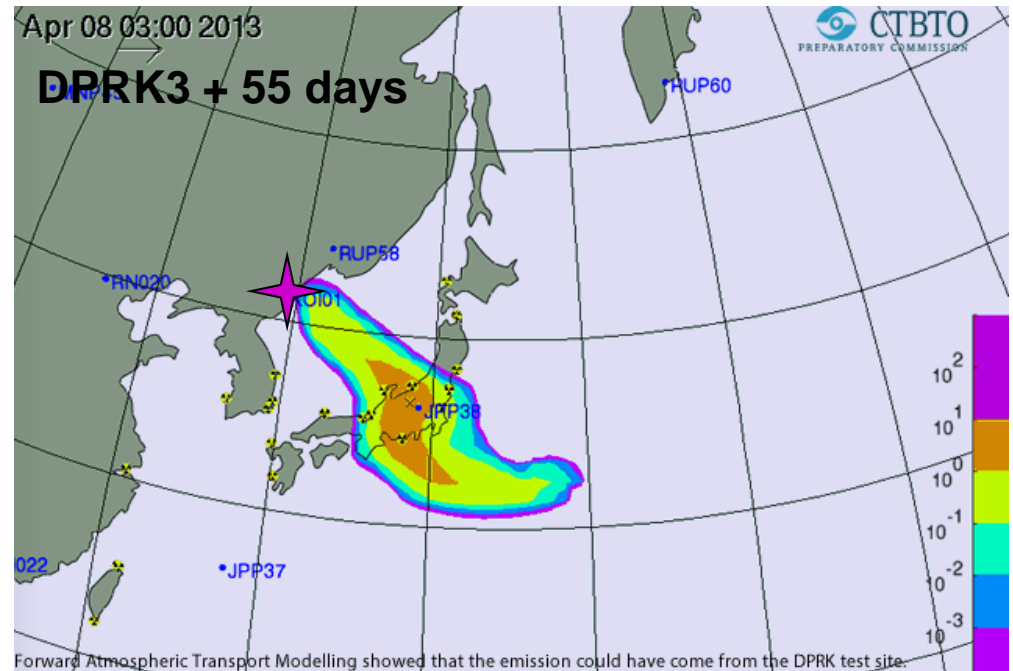 Apr 08 03:00 2013
CTBTO
PREPARATORY COMMISSION
DPRK3 + 55 days
RUP60
RUP58
RN020
JPP38
022
JPP37
10 2
10 1
10 0
10 -1
10 -2
10 -3
Forward Atmospheric Transport Modelling showed that the emission could have come from the DPRK test site.